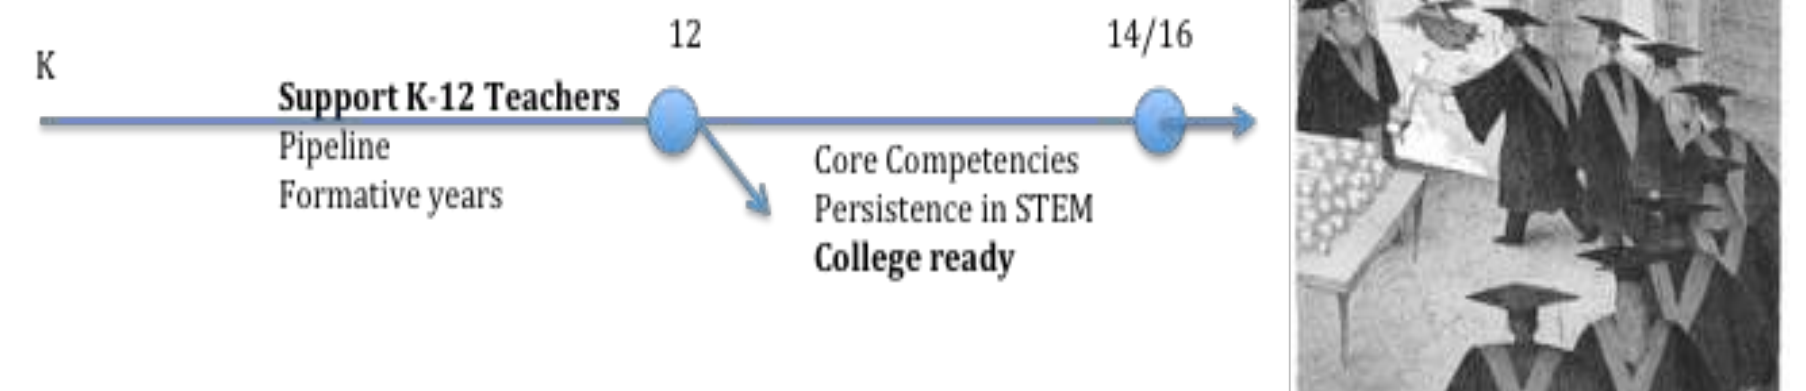 K
12
14/16
Support K-12 Teachers
Pipeline
Formative years
Core Competencies
Persistence in STEM
College ready